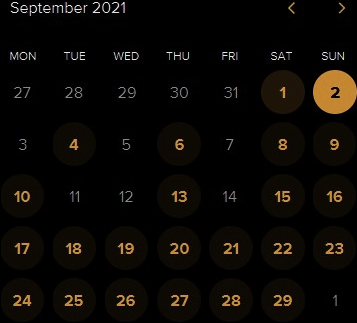 September 2021
MON TUE WED THU FRI SAT SUN
27 28 29 30 31 1 2
3 4 5 6 7 8 9
10 11 12 13 14 15 16
17 18 19 20 21 22 23
24 25 26 27 28 29 1